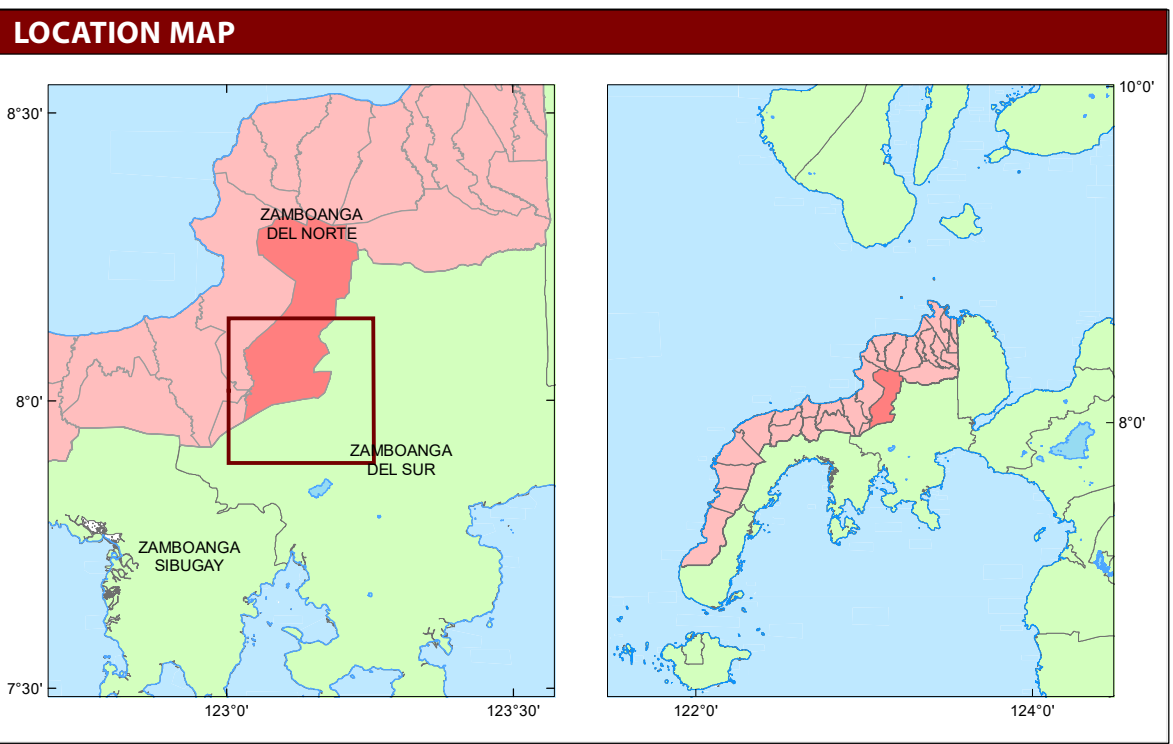 LOCATION MAP
8°30'
ZAMBOANGA
DEL NORTE
8°0'
ZAMBOANGA
DEL SUR
ZAMBOANGA
SIBUGAY
7°30'
123°0'
123°30'
10°0'
8°0'
122°0'
124°0'